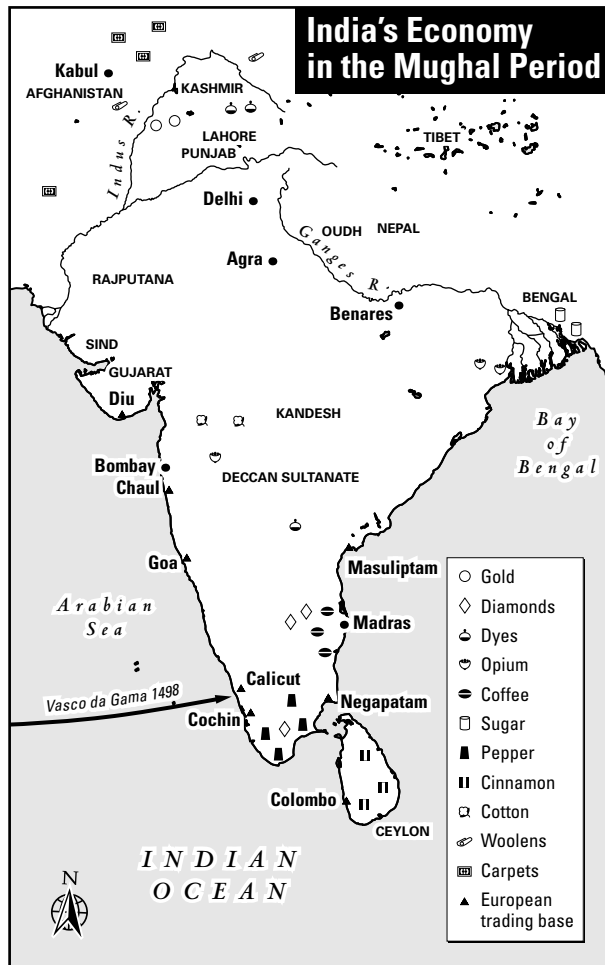 India's Economy
in the Mughal Period
Kabul
AFGHANISTAN
KASHMIR
Indus R.
LAHORE
PUNJAB
TIBET
Delhi
OUDH
NEPAL
Ganges R.
Agra
RAJPUTANA
Benares
BENGAL
SIND
GUJARAT
Diu
KANDESH
Bay
of
Bengal
Bombay
Chaul
DECCAN SULTANATE
Goa
Masuliptam
Arabian
Sea
Madras
Calicut
Vasco da Gama 1498
Cochin
Negapatam
Colombo
CEYLON
INDIAN
OCEAN
N
Gold
Diamonds
Dyes
Opium
Coffee
Sugar
Pepper
Cinnamon
Cotton
Woolens
Carpets
European
trading base